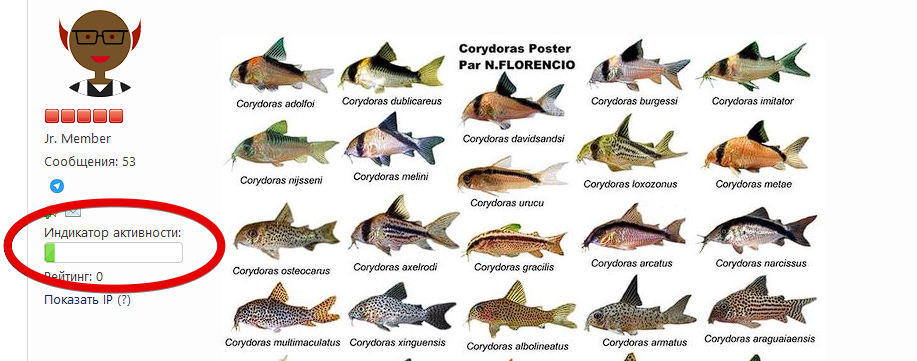 Jr. Member
Сообщения: 53
Индикатор активности:
Рейтинг: 0
Показать IP (?)
Corydoras Poster
Par N.FLORENCIO
Corydoras adolfoi
Corydoras dublicareus
Corydoras davidsandsi
Corydoras burgessi
Corydoras imitator
Corydoras nijsseni
Corydoras melini
Corydoras urucu
Corydoras loxozonus
Corydoras metae
Corydoras osteocarus
Corydoras axelrodi
Corydoras gracilis
Corydoras arcatus
Corydoras narcissus
Corydoras multimaculatus
Corydoras xinguensis
Corydoras albolineatus
Corydoras armatus
Corydoras araguaiaensis